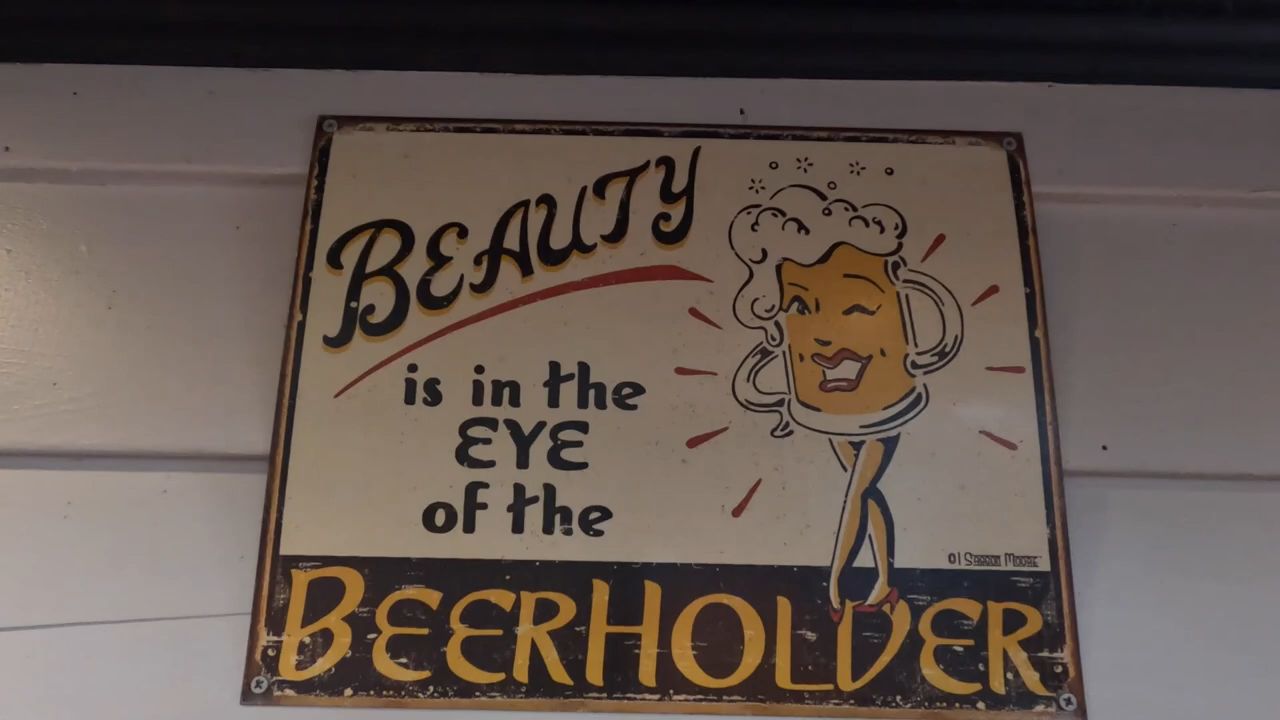 BEAUTY
is in the
EYE
of the
BEERHOLDER